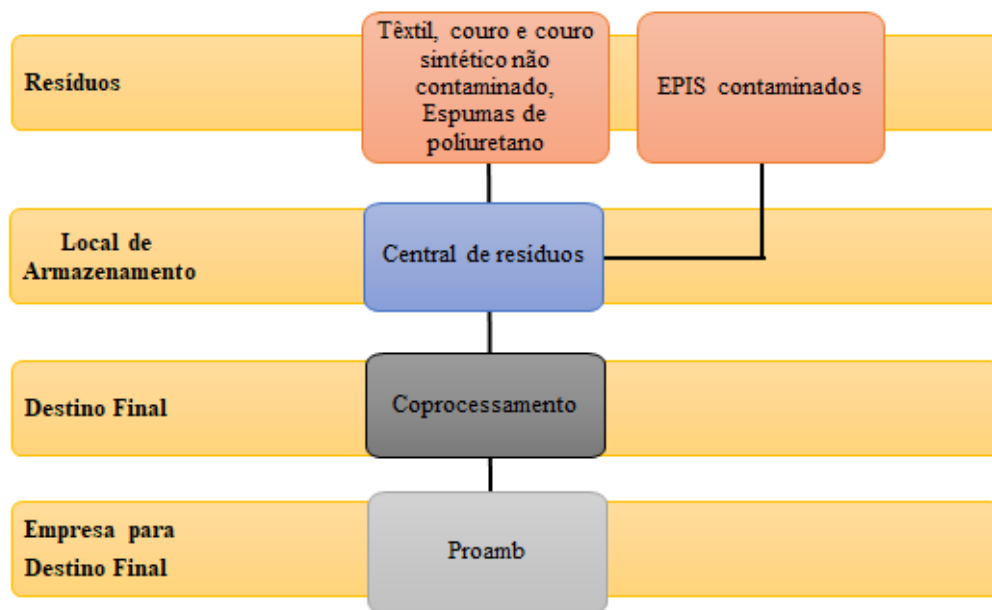 Resíduos
Têxtil, couro e couro
sintético não
contaminado,
Espumas de
poliuretano
EPIS contaminados
Local de
Armazenamento
Central de resíduos
Destino Final
Coprocessamento
Empresa para
Destino Final
Proamb